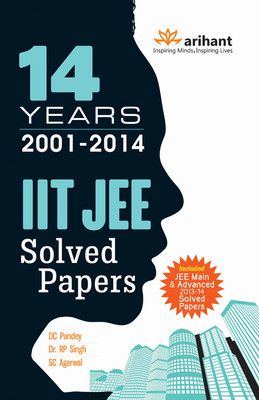 arihant
Inspiring Minds.Inspiring Lives
14
YEARS
2001-2014
IIT JEE
Solved
Papers
Included
JEE Main
& Advanced
2013-14
Solved
Papers
DC Pandey
Dr. RP Singh
SC Agarwal